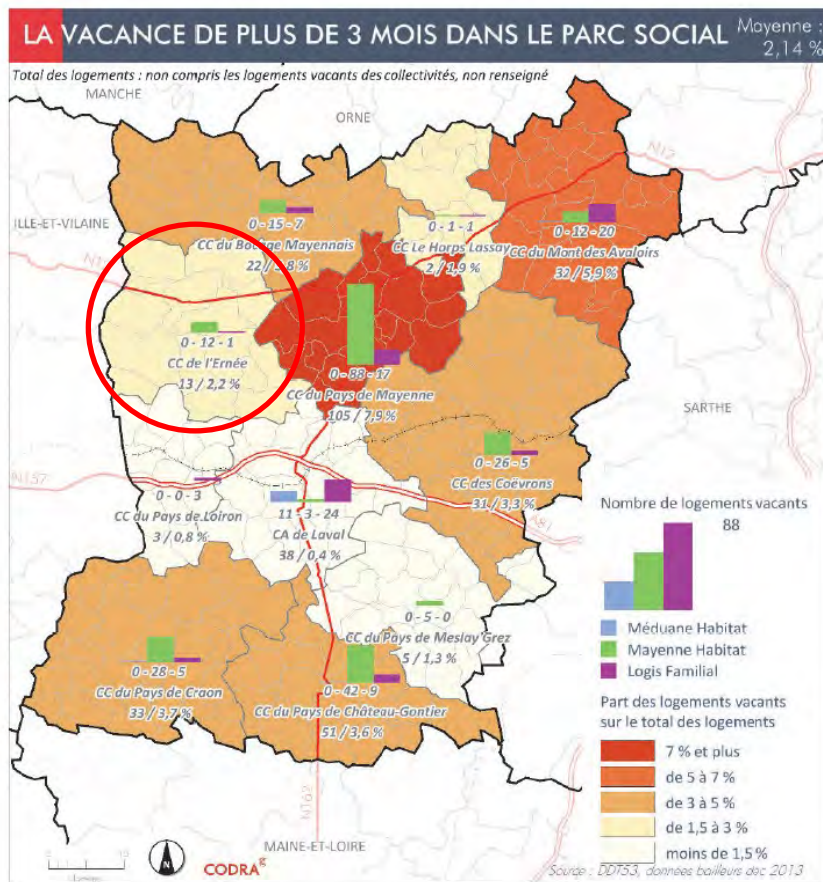 LA VACANCE DE PLUS DE 3 MOIS DANS LE PARC SOCIAL
Mayenne :
2,14 %
Total des logements : non compris les logements vacants des collectivités, non renseigné
MANCHE
ORNE
N12
ILLE-ET-VILAINE
0-15-7
CC du Bocage Mayennais
22 / 3,8 %
0-1-1
CC Le Horps Lassay
2 / 1,9 %
0-12-20
CC du Mont des Avaloirs
32 / 5,9 %
0-12-1
CC de l'Ernée
13 / 2,2 %
0-88-17
CC du Pays de Mayenne
105 / 7,9 %
SARTHE
N157
0-26-5
CC des Coëvrons
31 / 3,3 %
A81
0-0-3
CC du Pays de Loiron
3 / 0,8 %
11-3-24
CA de Laval
38 / 0,4 %
0-5-0
CC du Pays de Meslay Grez
5 / 1,3 %
0-28-5
CC du Pays de Craon
33 / 3,7 %
0-42-9
CC du Pays de Château-Gontier
51 / 3,6 %
N162
MAINE-ET-LOIRE
Nombre de logements vacants
88
Méduane Habitat
Mayenne Habitat
Logis Familial
Part des logements vacants
sur le total des logements
7 % et plus
de 5 à 7 %
de 3 à 5 %
de 1,5 à 3 %
moins de 1,5 %
N
CODRA
Source : DDT53, données bailleurs dec 2013